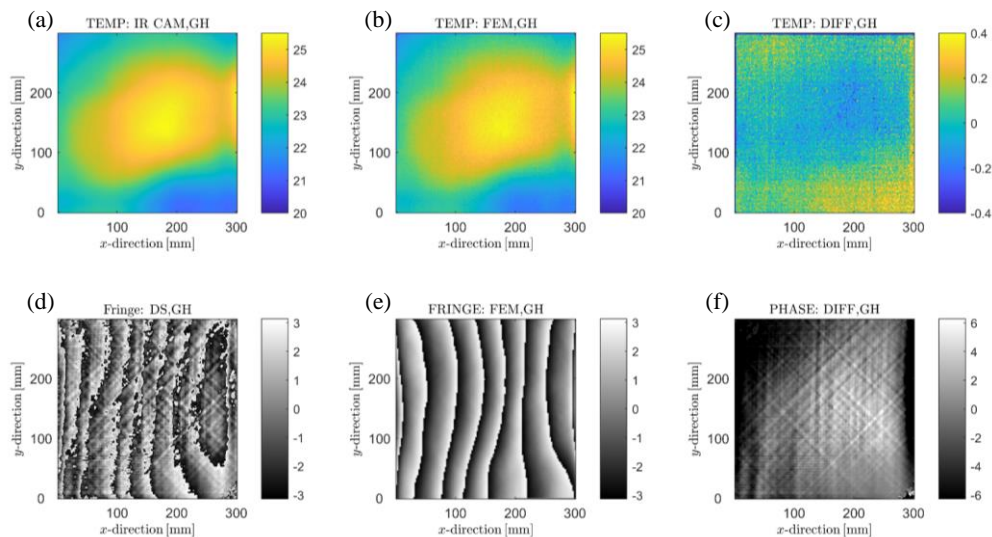 (a) (b) (c)
TEMP: IR CAM,GH TEMP: FEM,GH TEMP: DIFF,GH
25 25 0.4
200 24 200 24 200 0.2
23 23 0
100 22 100 22 100 -0.2
21 21
0 20 0 20 0 -0.4
100 200 300 100 200 300 100 200 300
x-direction [mm] x-direction [mm] x-direction [mm]
y-direction [mm] y-direction [mm] y-direction [mm]
(d) (e) (f)
Fringe: DS,GH FRINGE: FEM,GH PHASE: DIFF,GH
3 3 6
2 2 4
200 1 200 1 200 2
0 0 0
100 -1 100 -1 100 -2
-2 -2 -4
0 -3 0 -3 0 -6
100 200 300 100 200 300 100 200 300
x-direction [mm] x-direction [mm] x-direction [mm]
y-direction [mm] y-direction [mm] y-direction [mm]